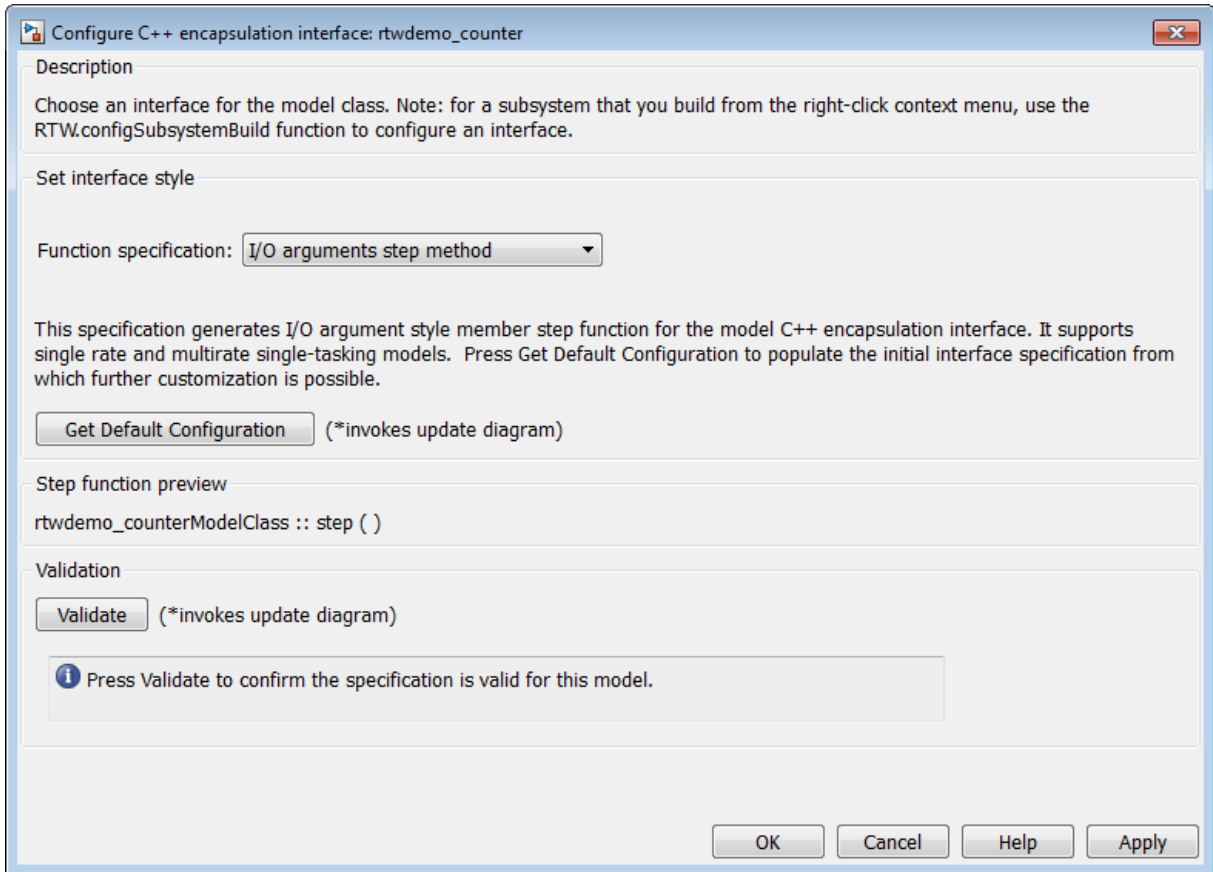 Configure C++ encapsulation interface: rtwdemo_counter
Description
Choose an interface for the model class. Note: for a subsystem that you build from the right-click context menu, use the
RTW.configSubsystemBuild function to configure an interface.
Set interface style
Function specification: I/O arguments step method
This specification generates I/O argument style member step function for the model C++ encapsulation interface. It supports
single rate and multirate single-tasking models.  Press Get Default Configuration to populate the initial interface specification from
which further customization is possible.
Get Default Configuration (*invokes update diagram)
Step function preview
rtwdemo_counterModelClass :: step ( )
Validation
Validate (*invokes update diagram)
Press Validate to confirm the specification is valid for this model.
OK Cancel Help Apply